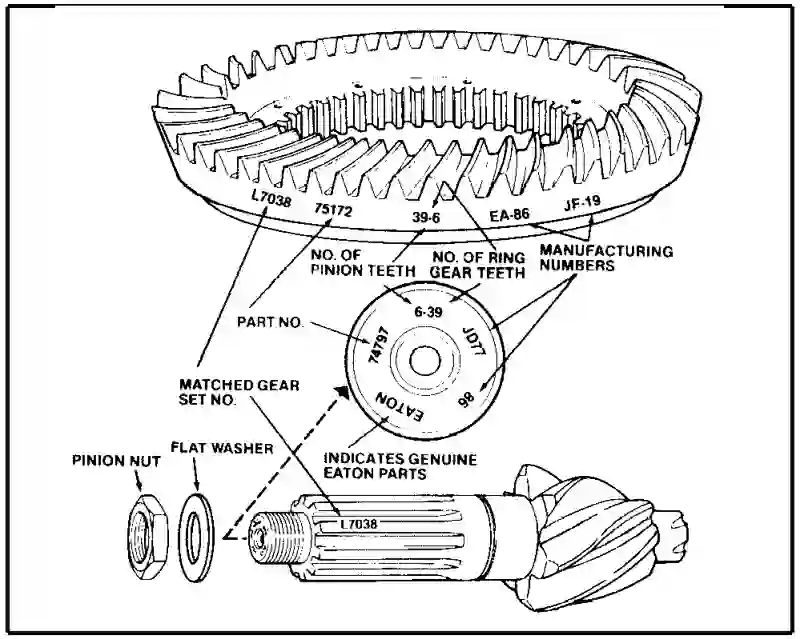 L7038
75172
39-6
EA-86
JF-19
NO. OF
PINION TEETH
NO. OF RING
GEAR TEETH
MANUFACTURING
NUMBERS
6-39
PART NO.
74797
JD77
MATCHED GEAR
SET NO.
EATON
86
PINION NUT
FLAT WASHER
INDICATES GENUINE
EATON PARTS
L7038